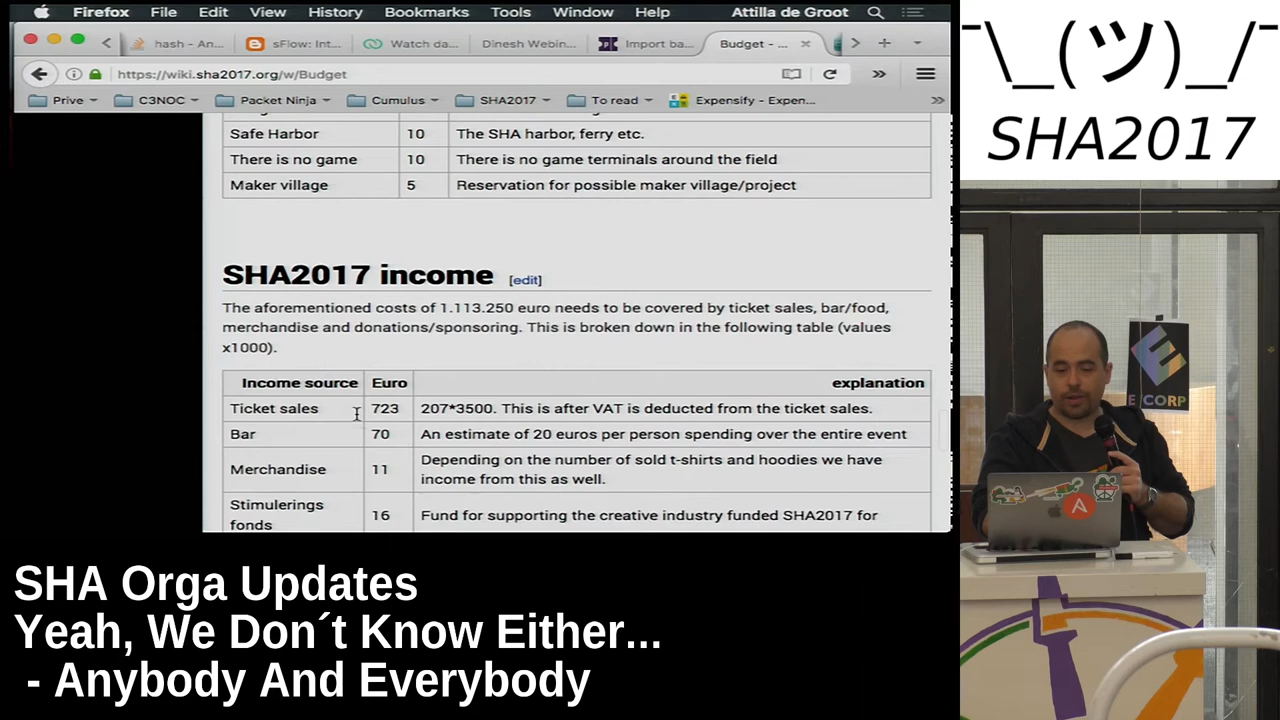 Firefox File Edit View History Bookmarks Tools Window Help Attilla de Groot
hash - An... sFlow: Int... Watch da... Dinesh Webin... Import ba... Budget - ...
https://wiki.sha2017.org/w/Budget
Prive C3NOC Packet Ninja Cumulus SHA2017 To read Expensify - Expen...
Safe Harbor 10 The SHA harbor, ferry etc.
There is no game 10 There is no game terminals around the field
Maker village 5 Reservation for possible maker village/project
SHA2017 income [edit]
The aforementioned costs of 1.113.250 euro needs to be covered by ticket sales, bar/food,
merchandise and donations/sponsoring. This is broken down in the following table (values
x1000).
Income source Euro explanation
Ticket sales 723 207*3500. This is after VAT is deducted from the ticket sales.
Bar 70 An estimate of 20 euros per person spending over the entire event
Merchandise 11 Depending on the number of sold t-shirts and hoodies we have
income from this as well.
Stimulerings
fonds 16 Fund for supporting the creative industry funded SHA2017 for
¯\_(ツ)_/¯
SHA2017
E CORP
SHA Orga Updates
Yeah, We Don´t Know Either...
- Anybody And Everybody